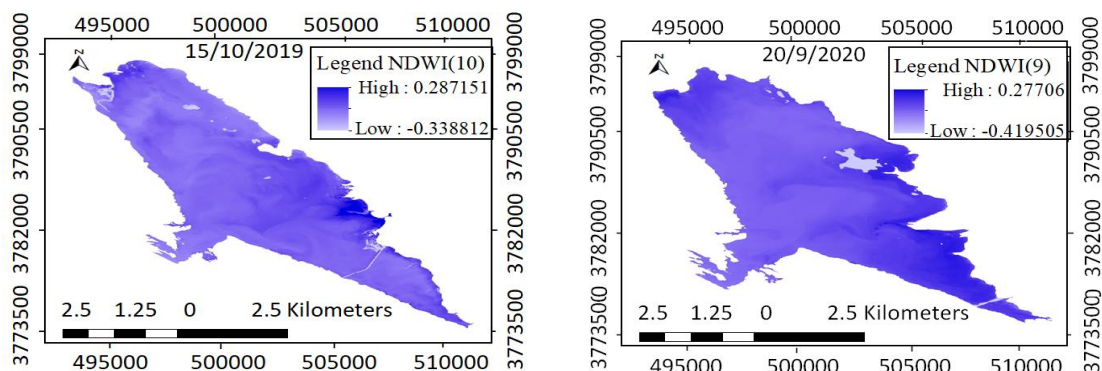 495000 500000 505000 510000
15/10/2019
Legend NDWI(10)
High : 0.287151
Low : -0.338812
Z
3799000
3790500
3782000
3773500
3799000
3790500
3782000
3773500
2.5 1.25 0 2.5 Kilometers
495000 500000 505000 510000
495000 500000 505000 510000
20/9/2020
Legend NDWI(9)
High : 0.27706
Low : -0.419505
Z
3799000
3790500
3782000
3773500
3799000
3790500
3782000
3773500
2.5 1.25 0 2.5 Kilometers
495000 500000 505000 510000